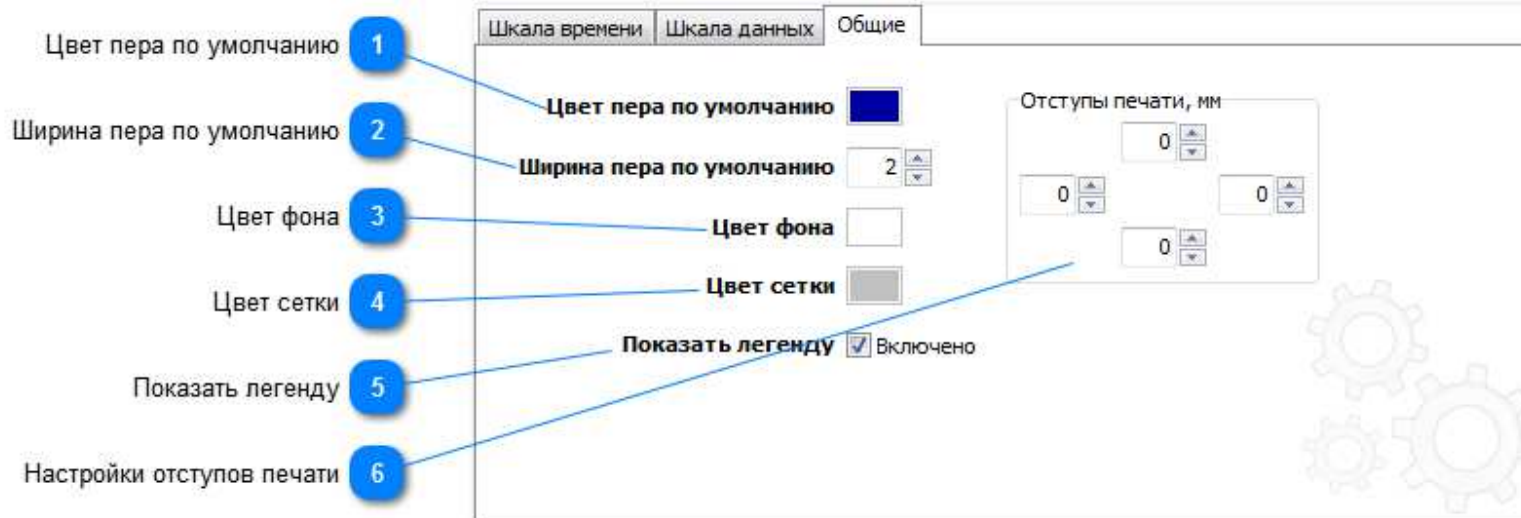 Шкала времени Шкала данных Общие
Цвет пера по умолчанию 1
Ширина пера по умолчанию 2
Цвет фона 3
Цвет сетки 4
Показать легенду 5
Настройки отступов печати 6
Цвет пера по умолчанию
Ширина пера по умолчанию 2
Цвет фона
Цвет сетки
Показать легенду Включено
Отступы печати, мм
0
0 0
0